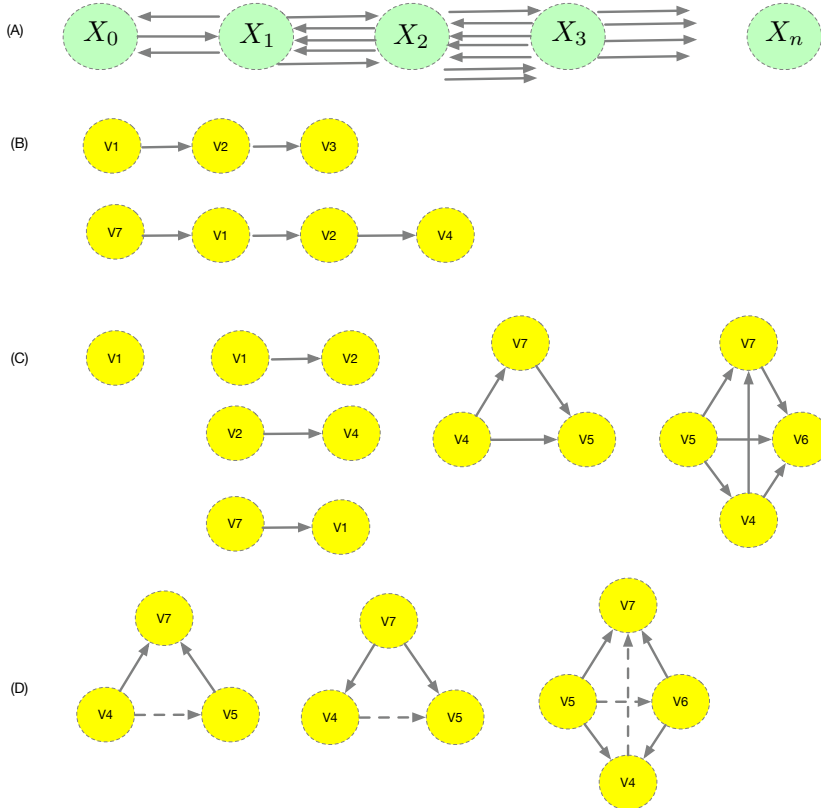 (A) X0 X1 X2 X3 Xn
(B) V1 V2 V3
V7 V1 V2 V4
V7 V7
(C) V1 V1 V2
V2 V4 V4 V5 V5 V6
V4
V7 V1
V7 V7 V7
(D) V4 V5 V4 V5 V5 V6
V4